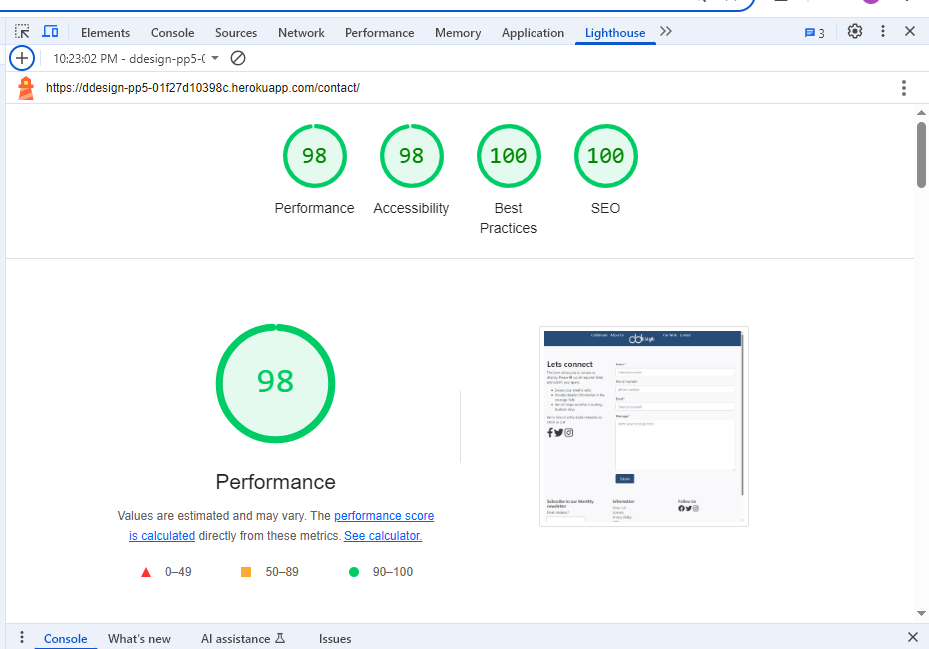 Elements Console Sources Network Performance Memory Application Lighthouse 3
10:23:02 PM - ddesign-pp5-0
https://ddesign-pp5-01f27d10398c.herokuapp.com/contact/
98 98 100 100
Performance Accessibility Best Practices SEO
98
Performance
Values are estimated and may vary. The performance score
is calculated directly from these metrics. See calculator.
0–49 50–89 90–100
Lets connect
Subscribe to our Monthly
newsletter
Information
Follow Us
Console What's new AI assistance Issues